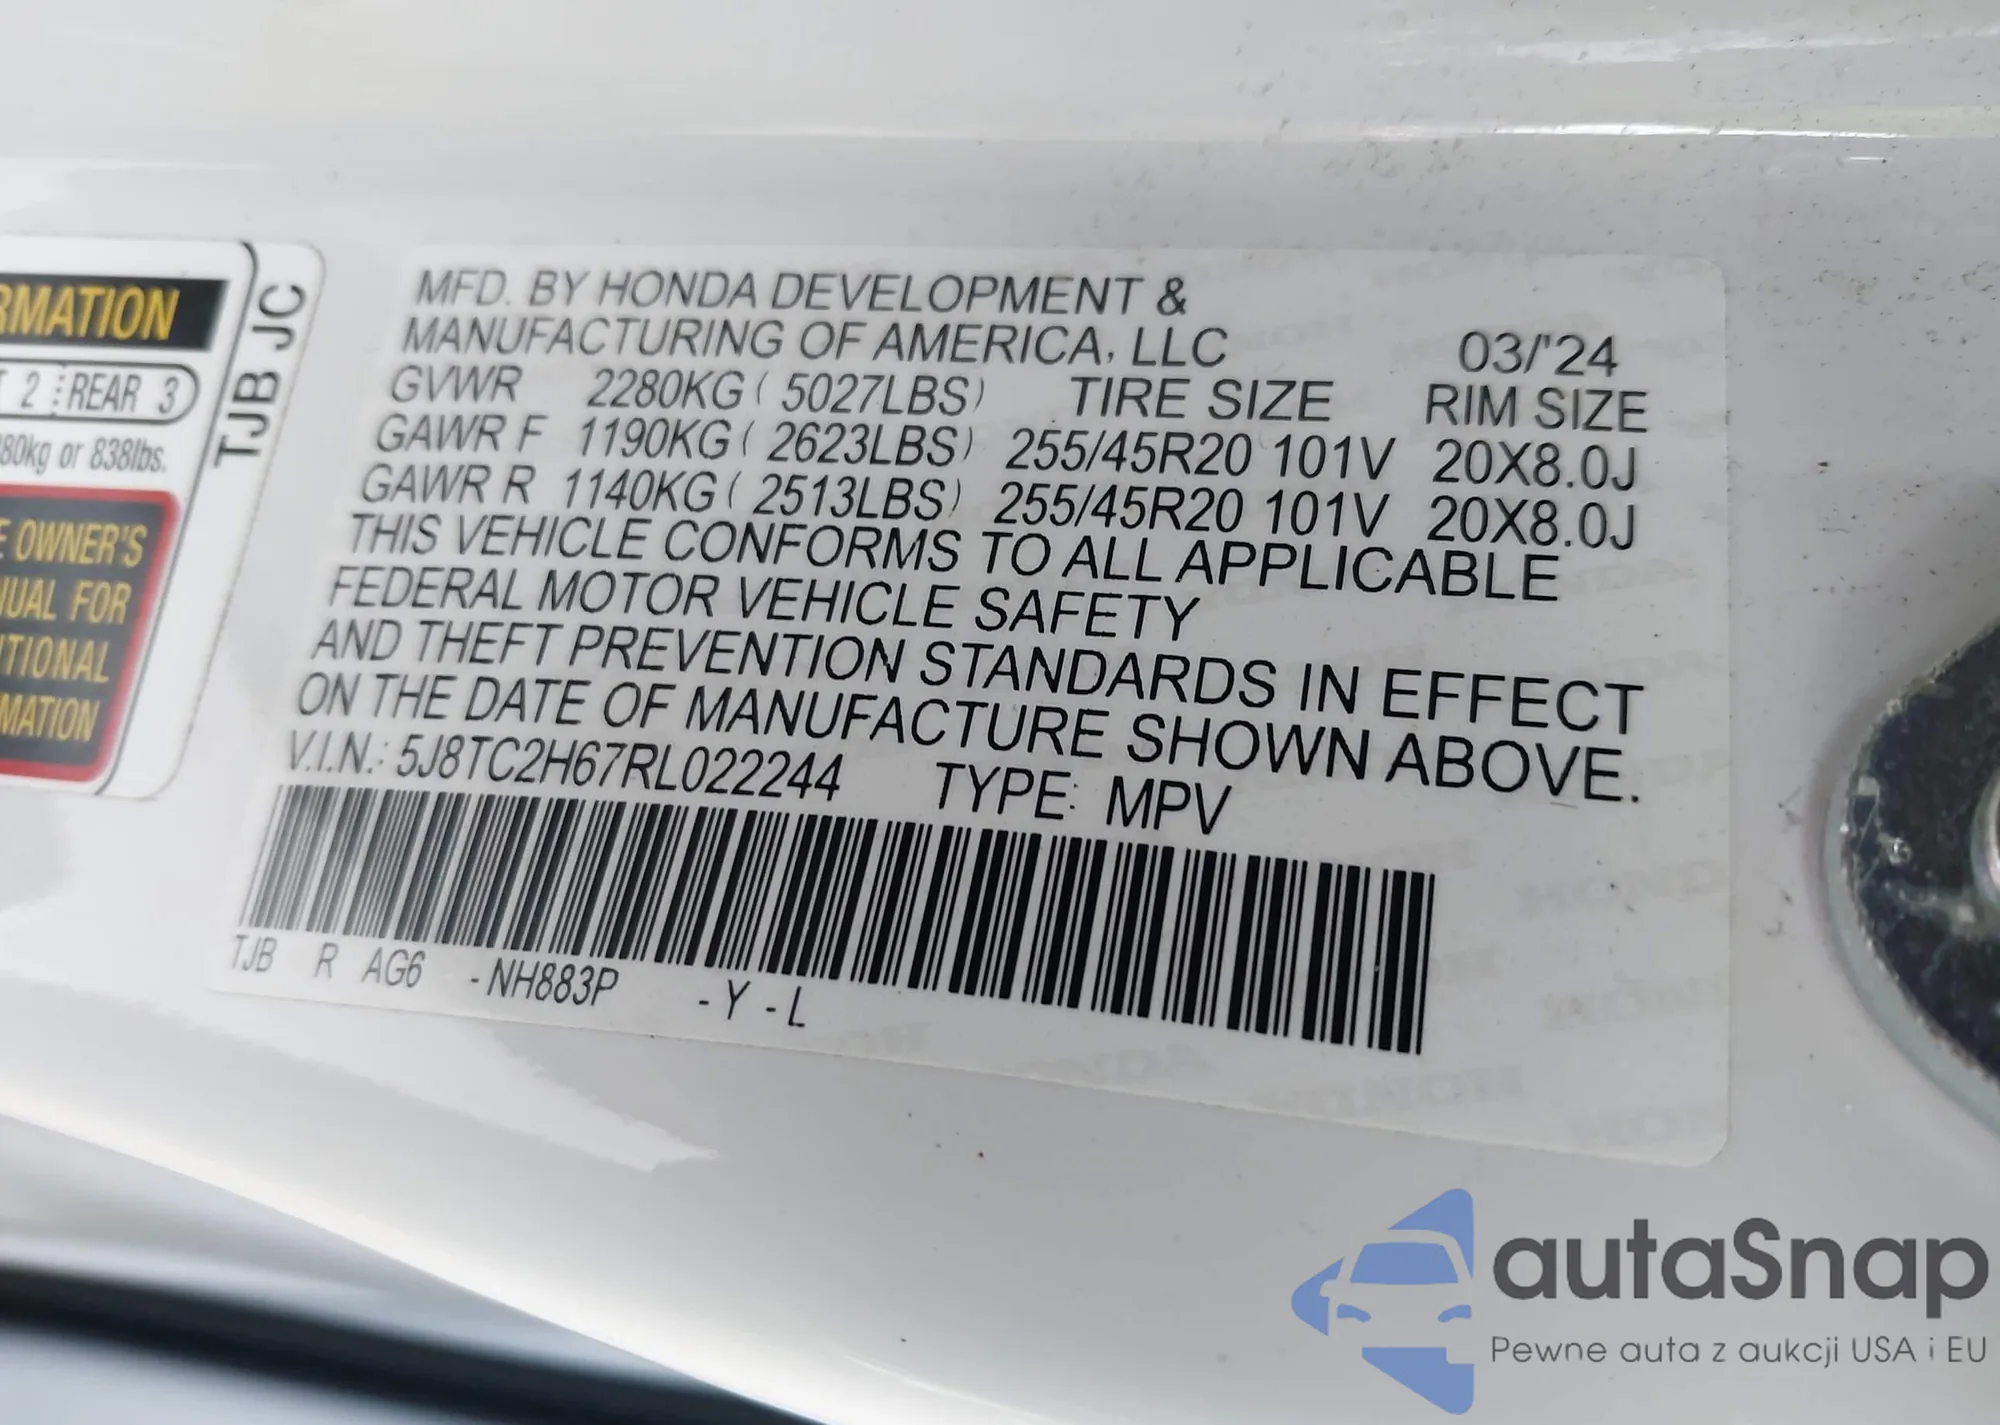 RMATION
T 2 REAR 3
80kg or 838lbs.
E OWNER'S
NUAL FOR
ITIONAL
MATION
TJB JC
MFD. BY HONDA DEVELOPMENT &
MANUFACTURING OF AMERICA, LLC 03/'24
GVWR 2280KG ( 5027LBS) TIRE SIZE RIM SIZE
GAWR F 1190KG ( 2623LBS) 255/45R20 101V 20X8.0J
GAWR R 1140KG ( 2513LBS) 255/45R20 101V 20X8.0J
THIS VEHICLE CONFORMS TO ALL APPLICABLE
FEDERAL MOTOR VEHICLE SAFETY
AND THEFT PREVENTION STANDARDS IN EFFECT
ON THE DATE OF MANUFACTURE SHOWN ABOVE.
V.I.N.: 5J8TC2H67RL022244 TYPE: MPV
TJB R AG6 -NH883P -Y-L
autaSnap
Pewne auta z aukcji USA i EU